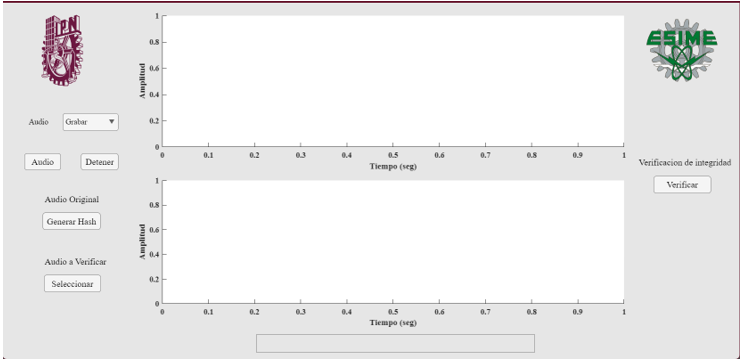 IPN
ESIME
Audio
Grabar
Audio
Detener
Audio Original
Generar Hash
Audio a Verificar
Seleccionar
1
0.8
0.6
0.4
0.2
0
Amplitud
0
0.1
0.2
0.3
0.4
0.5
0.6
0.7
0.8
0.9
1
Tiempo (seg)
1
0.8
0.6
0.4
0.2
0
Amplitud
0
0.1
0.2
0.3
0.4
0.5
0.6
0.7
0.8
0.9
1
Tiempo (seg)
Verificacion de integridad
Verificar